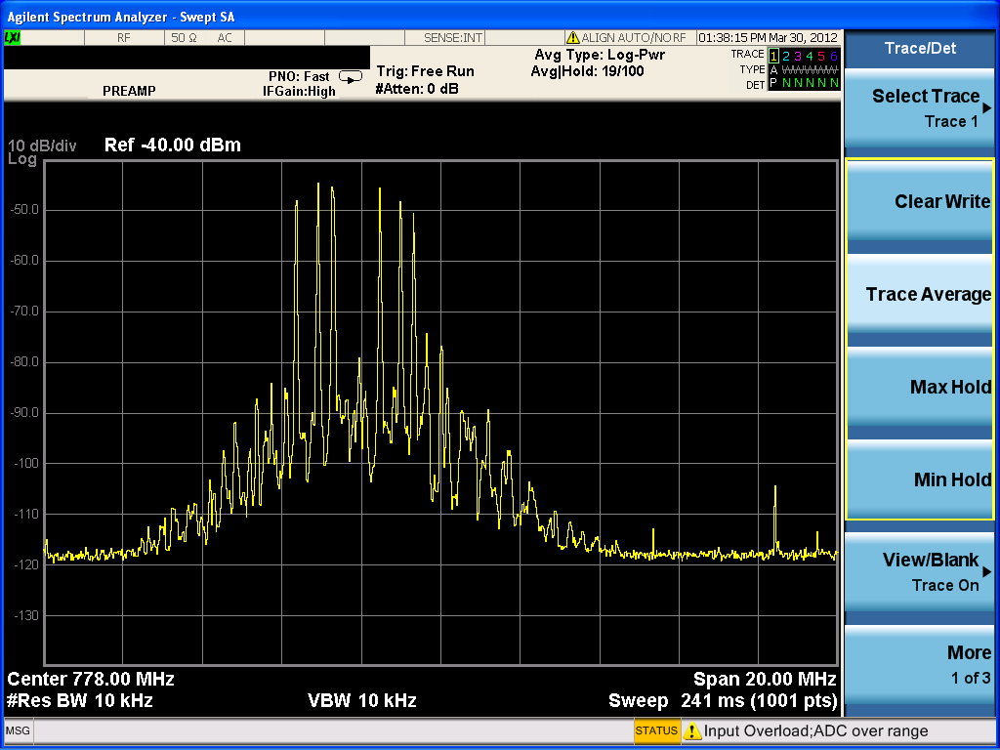 Agilent Spectrum Analyzer - Swept SA
LXI RF 50 Ω AC SENSE:INT ALIGN AUTO/NO RF 01:38:15 PM Mar 30, 2012
Trace/Det
PREAMP
PNO: Fast
IFGain:High
Trig: Free Run
#Atten: 0 dB
Avg Type: Log-Pwr
Avg|Hold: 19/100
TRACE 1 2 3 4 5 6
TYPE A WWWWW
DET P N N N N N
10 dB/div
Log
Ref -40.00 dBm
-50.0
-60.0
-70.0
-80.0
-90.0
-100
-110
-120
-130
Center 778.00 MHz
Span 20.00 MHz
#Res BW 10 kHz
VBW 10 kHz
Sweep 241 ms (1001 pts)
Select Trace
Trace 1
Clear Write
Trace Average
Max Hold
Min Hold
View/Blank
Trace On
More
1 of 3
MSG
STATUS
Input Overload;ADC over range